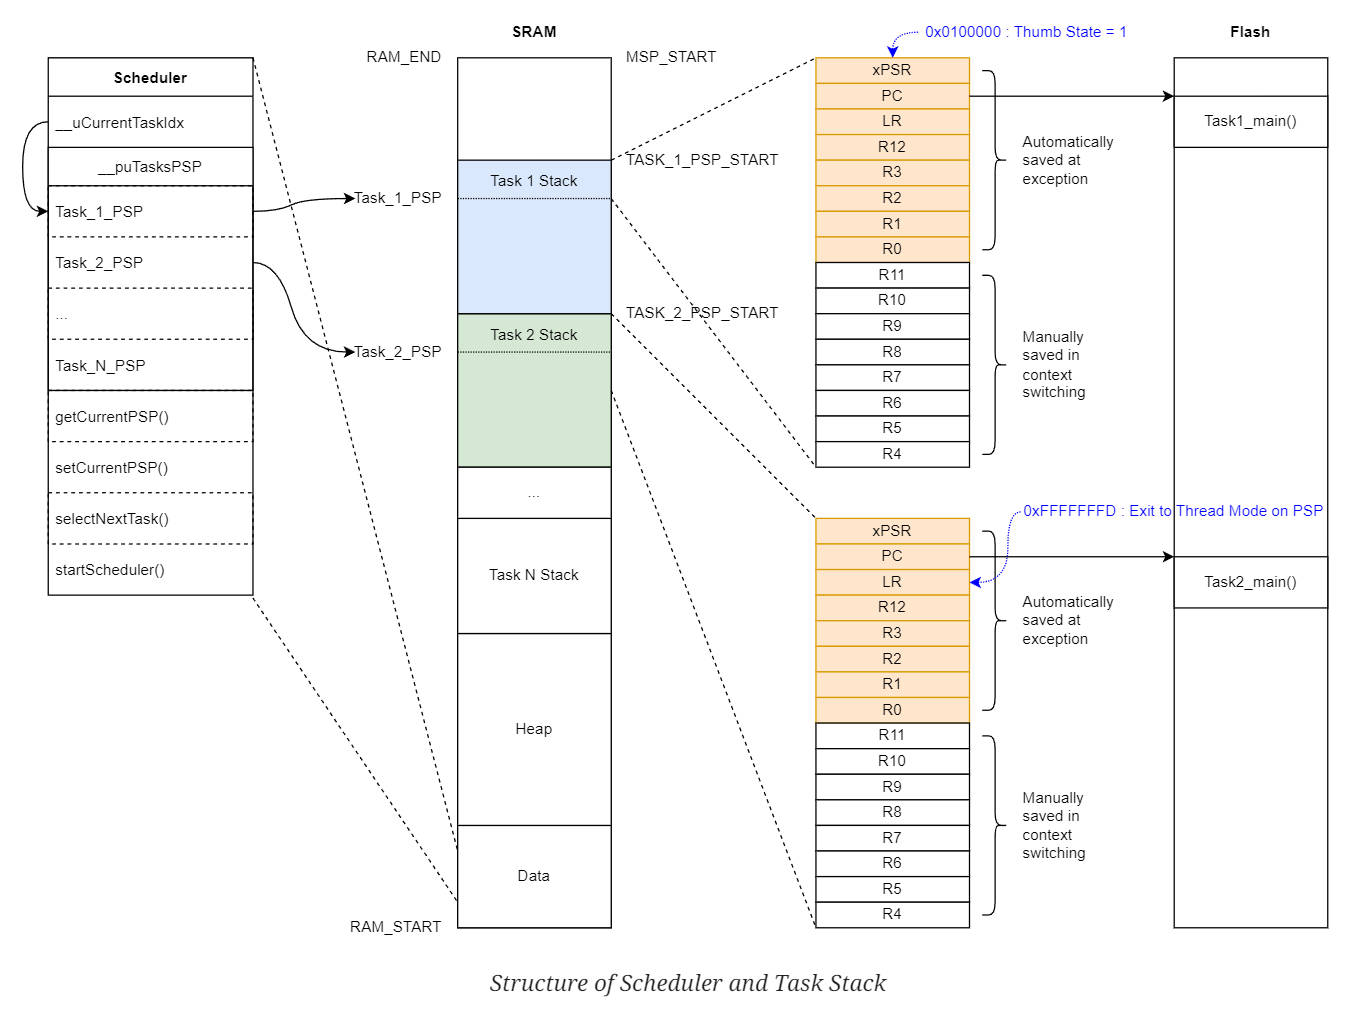 SRAM
0x0100000 : Thumb State = 1
Flash
RAM_END
MSP_START
Scheduler
__uCurrentTaskIdx
__puTasksPSP
Task_1_PSP
Task_2_PSP
...
Task_N_PSP
getCurrentPSP()
setCurrentPSP()
selectNextTask()
startScheduler()
Task_1_PSP
Task_2_PSP
RAM_START
Task 1 Stack
Task 2 Stack
...
Task N Stack
Heap
Data
TASK_1_PSP_START
TASK_2_PSP_START
xPSR
PC
LR
R12
R3
R2
R1
R0
R11
R10
R9
R8
R7
R6
R5
R4
Automatically
saved at
exception
Manually
saved in
context
switching
Task1_main()
0xFFFFFFFD : Exit to Thread Mode on PSP
xPSR
PC
LR
R12
R3
R2
R1
R0
R11
R10
R9
R8
R7
R6
R5
R4
Automatically
saved at
exception
Manually
saved in
context
switching
Task2_main()
Structure of Scheduler and Task Stack